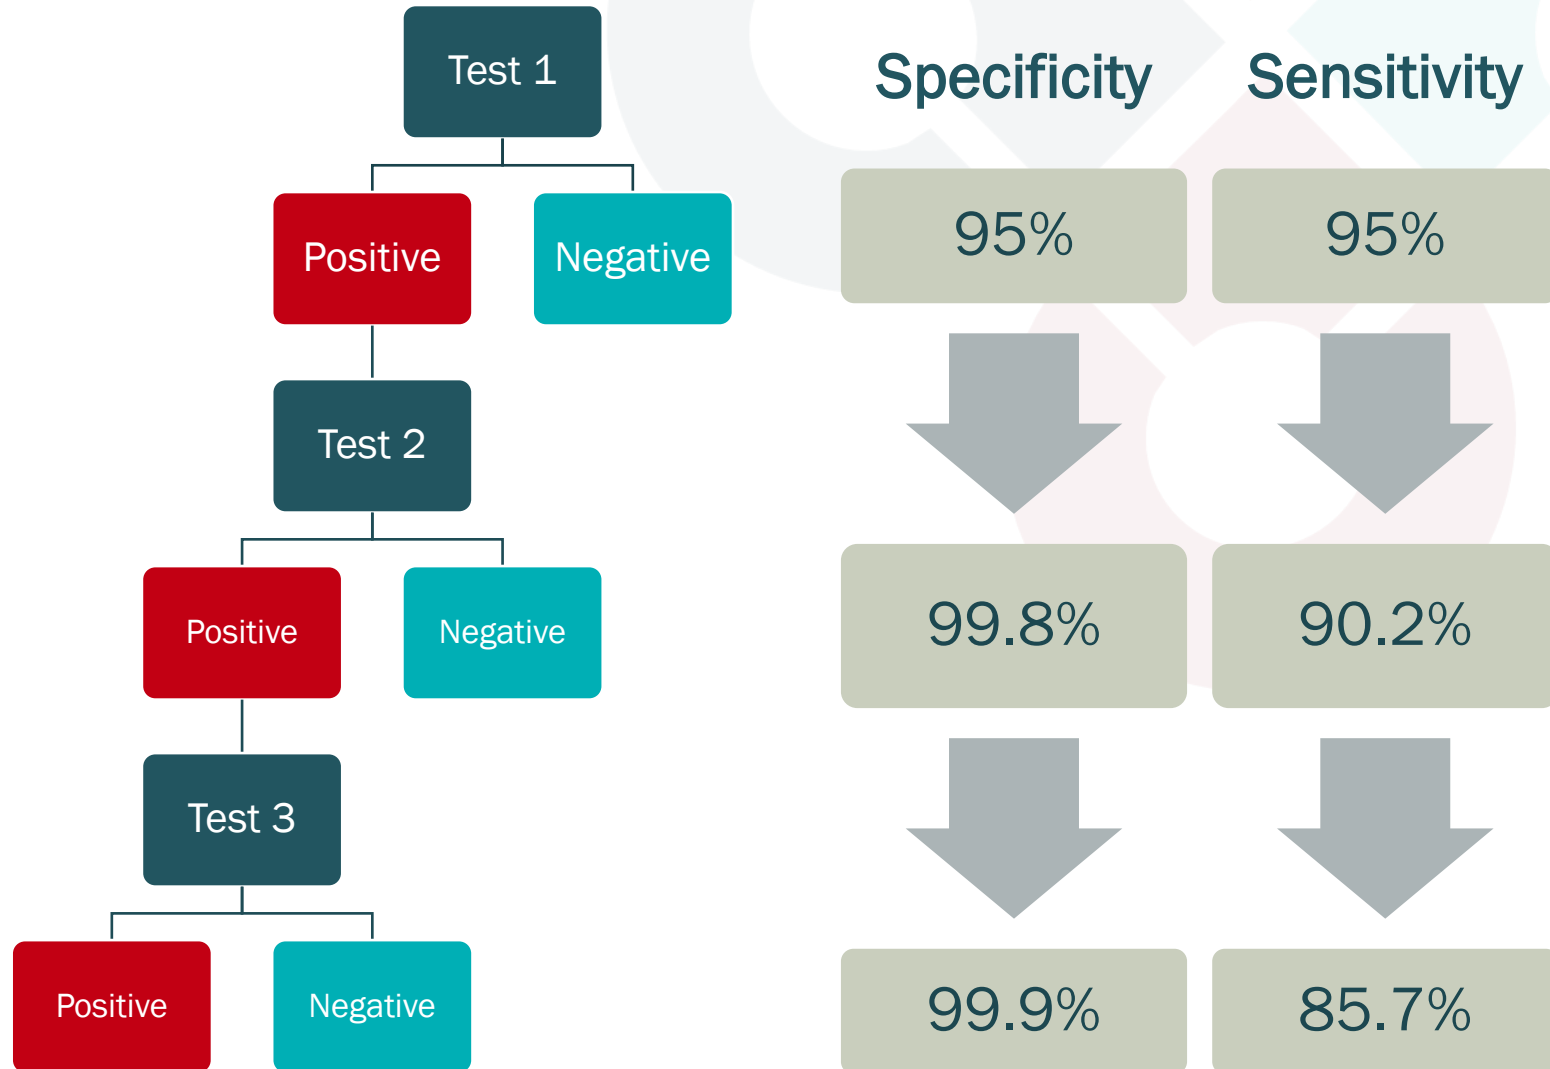 Test 1
Specificity
Sensitivity
Positive
Negative
95%
95%
Test 2
Positive
Negative
99.8%
90.2%
Test 3
Positive
Negative
99.9%
85.7%